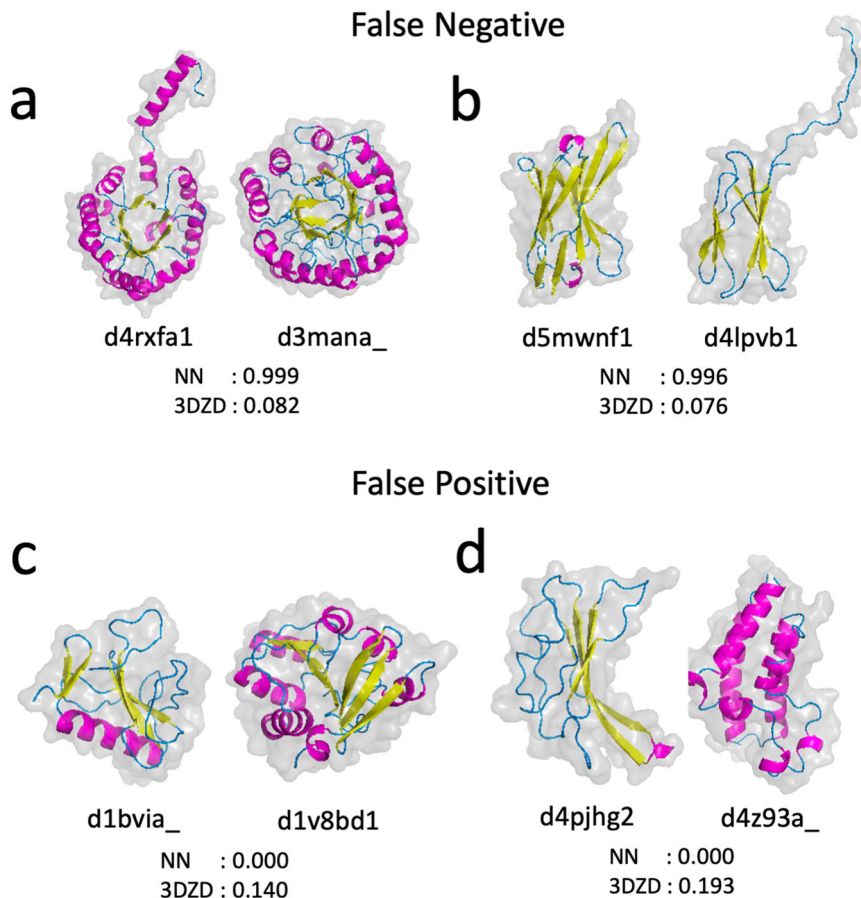 False Negative
a
b
d4rxfa1 d3mana_
NN : 0.999
3DZD : 0.082
d5mwnf1 d4lpvb1
NN : 0.996
3DZD : 0.076
False Positive
c
d
d1bvia_ d1v8bd1
NN : 0.000
3DZD : 0.140
d4pjhg2 d4z93a_
NN : 0.000
3DZD : 0.193